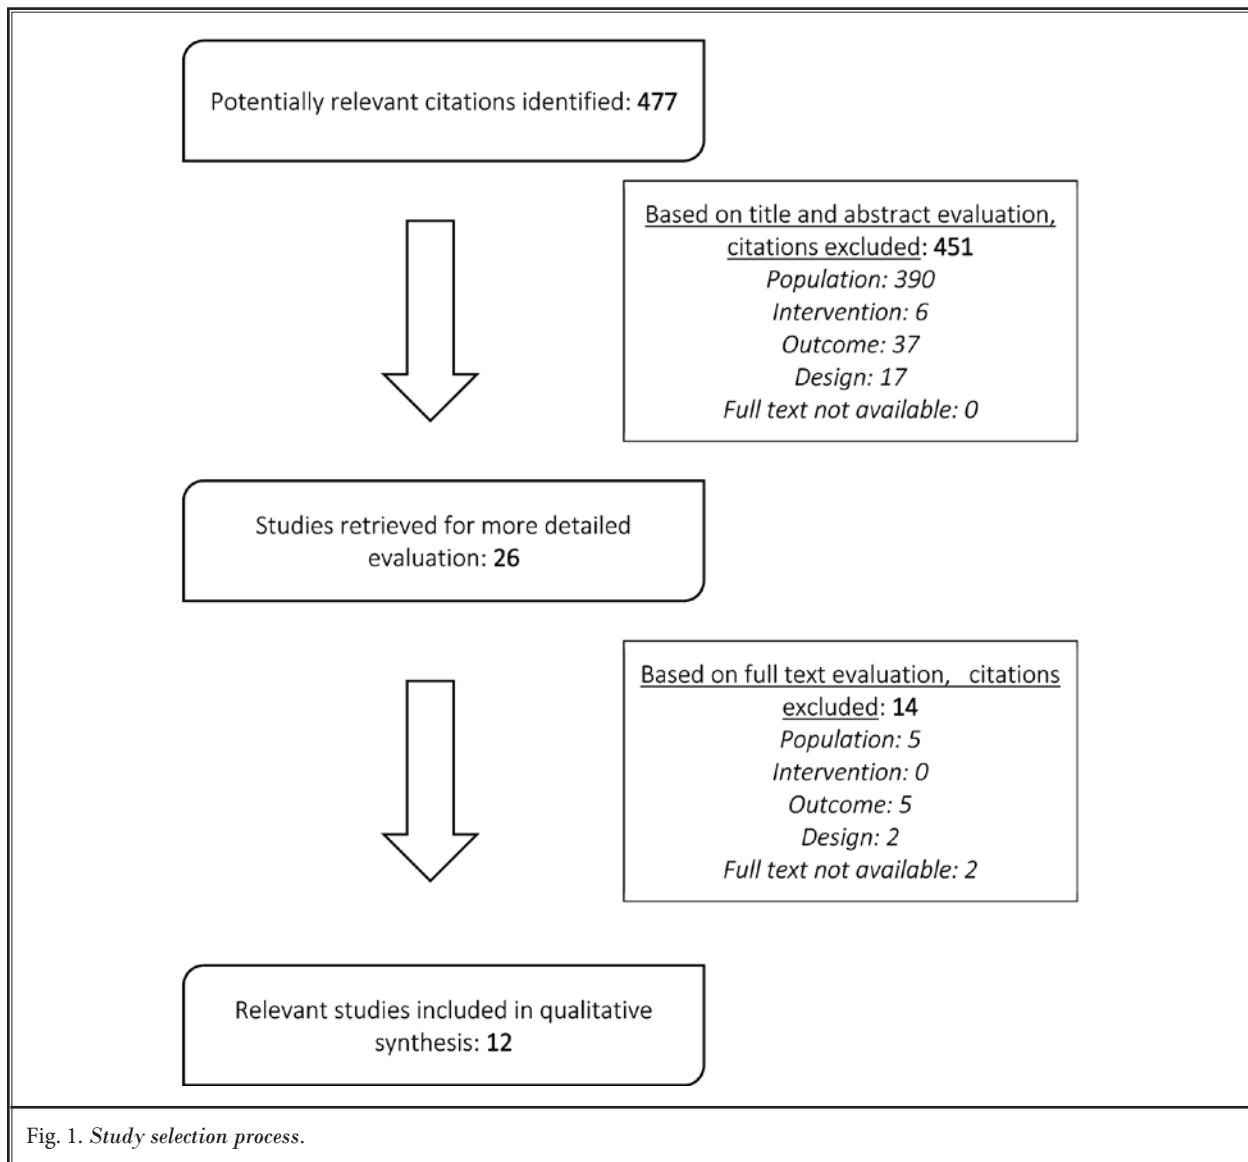 Potentially relevant citations identified: 477
Based on title and abstract evaluation,
citations excluded: 451
Population: 390
Intervention: 6
Outcome: 37
Design: 17
Full text not available: 0
Studies retrieved for more detailed
evaluation: 26
Based on full text evaluation, citations
excluded: 14
Population: 5
Intervention: 0
Outcome: 5
Design: 2
Full text not available: 2
Relevant studies included in qualitative
synthesis: 12
Fig. 1. Study selection process.